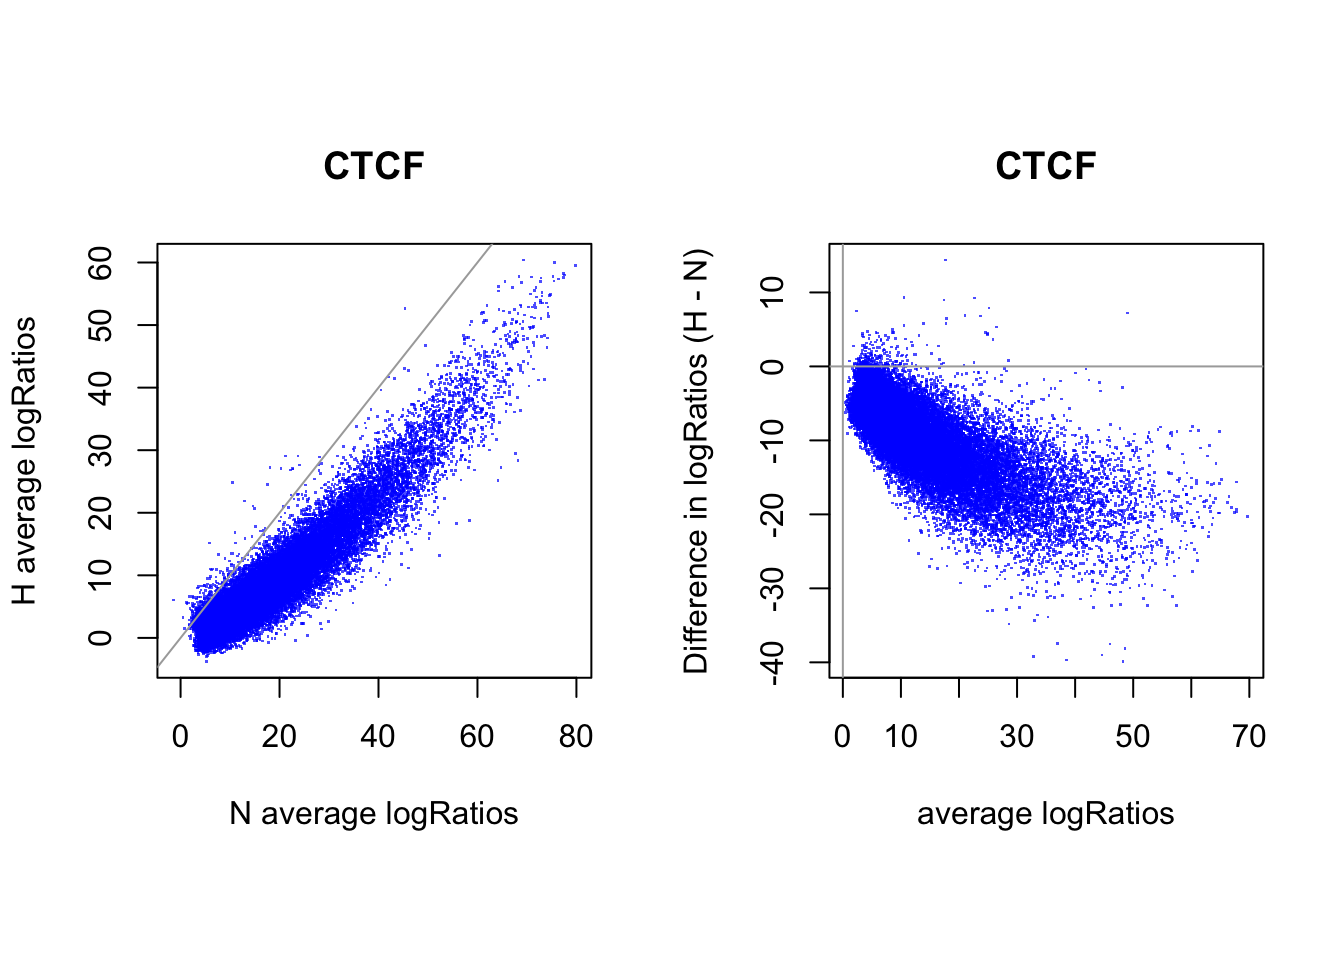 CTCF
H average logRatios
60
50
40
30
20
10
0
0 20 40 60 80
N average logRatios
CTCF
Difference in logRatios (H - N)
10
0
-10
-20
-30
-40
0 10 30 50 70
average logRatios